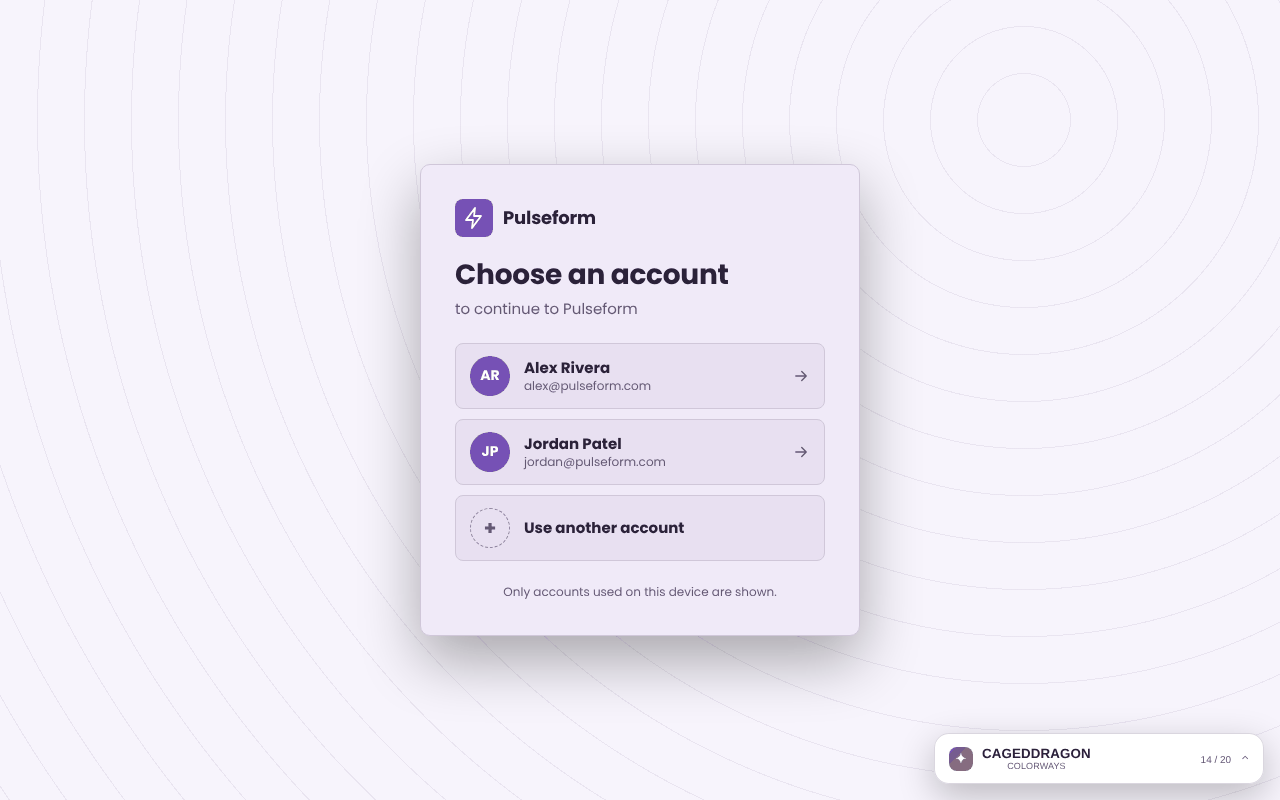 Pulseform
Choose an account
to continue to Pulseform
AR
Alex Rivera
alex@pulseform.com
JP
Jordan Patel
jordan@pulseform.com
+
Use another account
Only accounts used on this device are shown.
CAGEDDRAGON
COLORWAYS
14 / 20